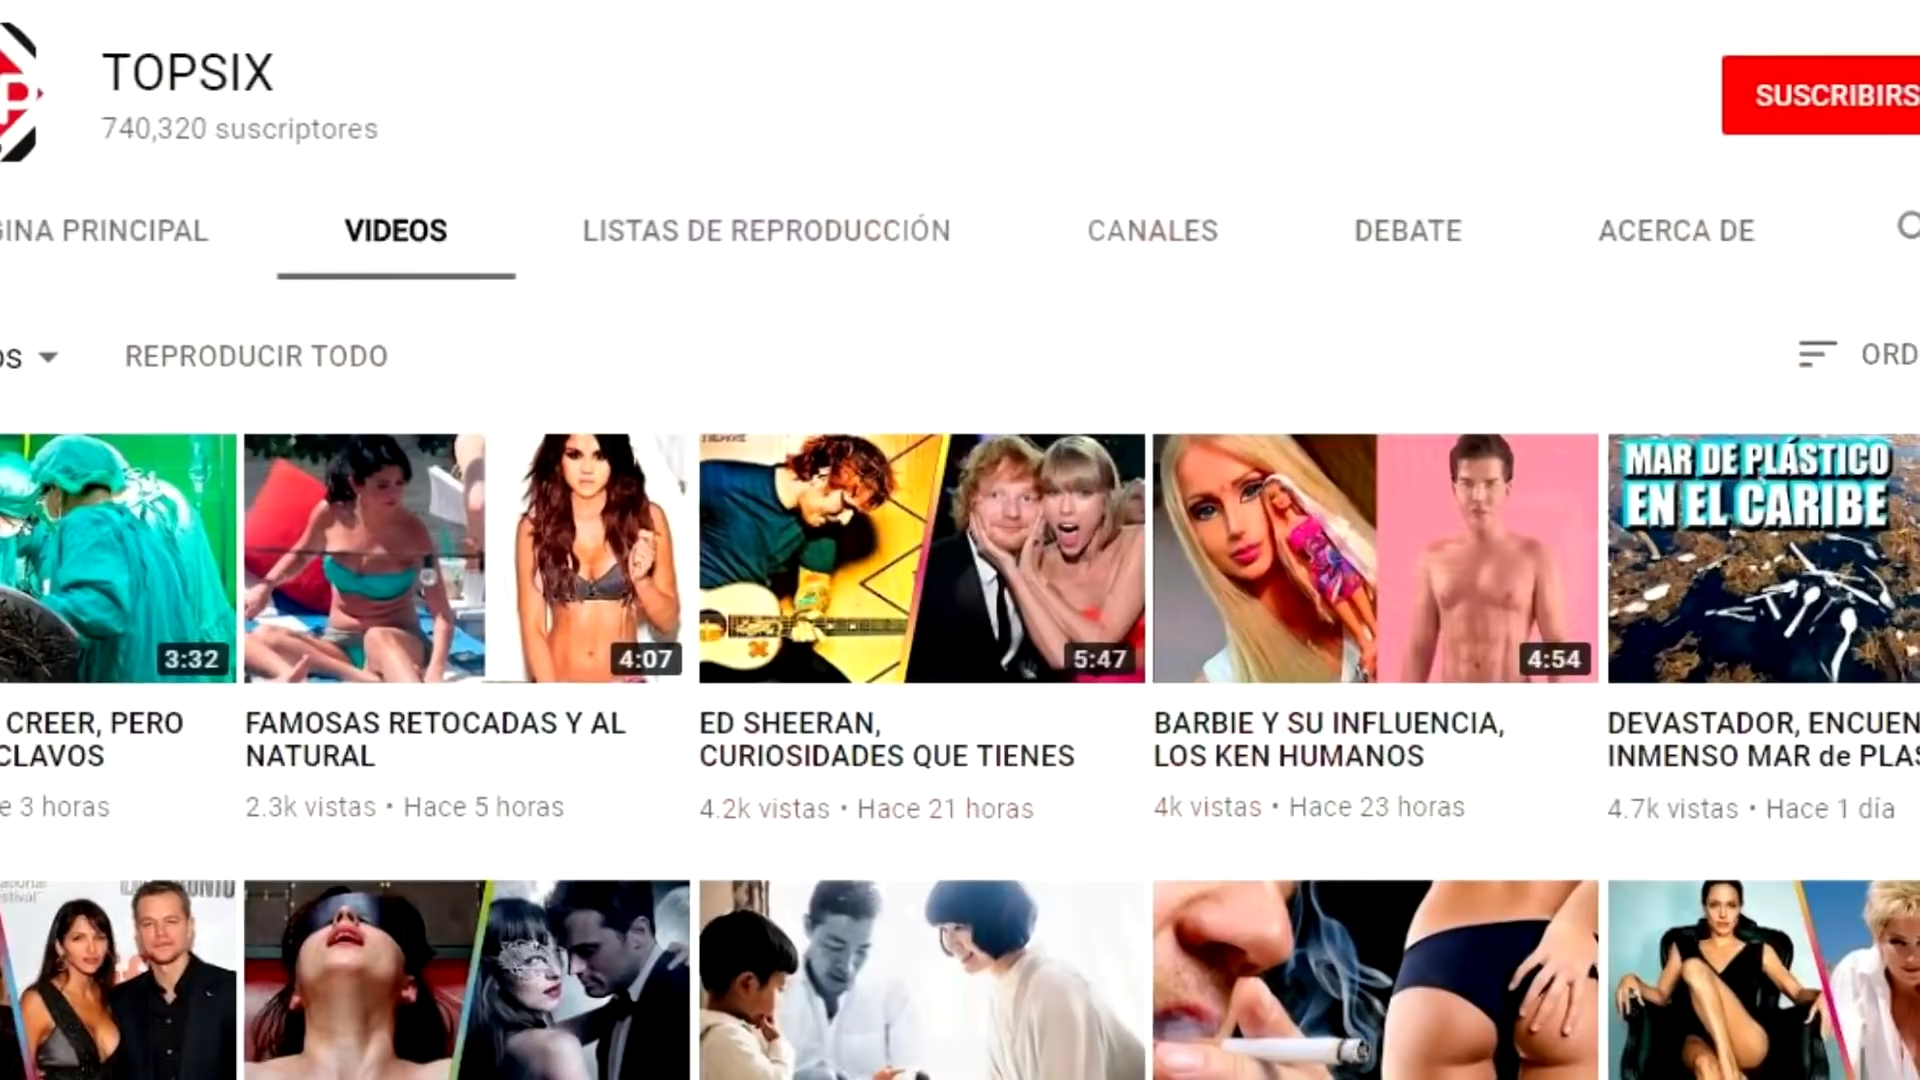 TOPSIX
740,320 suscriptores
SUSCRIBIRS
GINA PRINCIPAL
VIDEOS
LISTAS DE REPRODUCCIÓN
CANALES
DEBATE
ACERCA DE
OS
REPRODUCIR TODO
ORD
MAR DE PLÁSTICO
EN EL CARIBE
3:32
4:07
5:47
4:54
CREER, PERO
CLAVOS
e 3 horas
FAMOSAS RETOCADAS Y AL
NATURAL
2.3k vistas • Hace 5 horas
ED SHEERAN,
CURIOSIDADES QUE TIENES
4.2k vistas • Hace 21 horas
BARBIE Y SU INFLUENCIA,
LOS KEN HUMANOS
4k vistas • Hace 23 horas
DEVASTADOR, ENCUEN
INMENSO MAR de PLAS
4.7k vistas • Hace 1 día